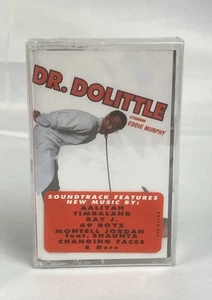 DR. DOLITTLE
STARRING
EDDIE MURPHY
SOUNDTRACK FEATURES
NEW MUSIC BY:
AALIYAH
TIMBALAND
RAY J.
69 BOYZ
MONTELL JORDAN
feat. SHAUNTA
CHANGING FACES
& More